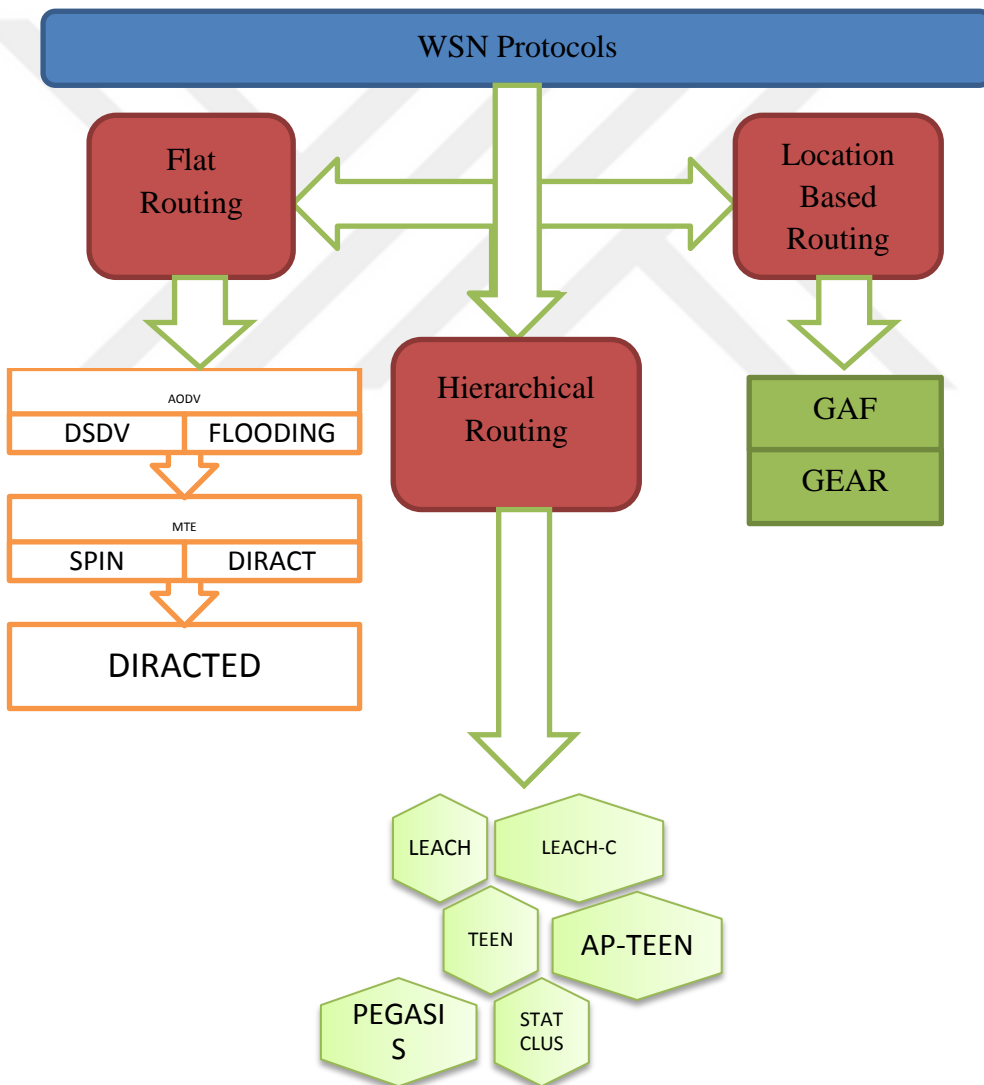 WSN Protocols
Flat
Routing
Location
Based
Routing
Hierarchical
Routing
AODV
DSDV FLOODING
MTE
SPIN DIRACT
DIRACTED
GAF
GEAR
LEACH
LEACH-C
TEEN
AP-TEEN
PEGASI
S
STAT
CLUS